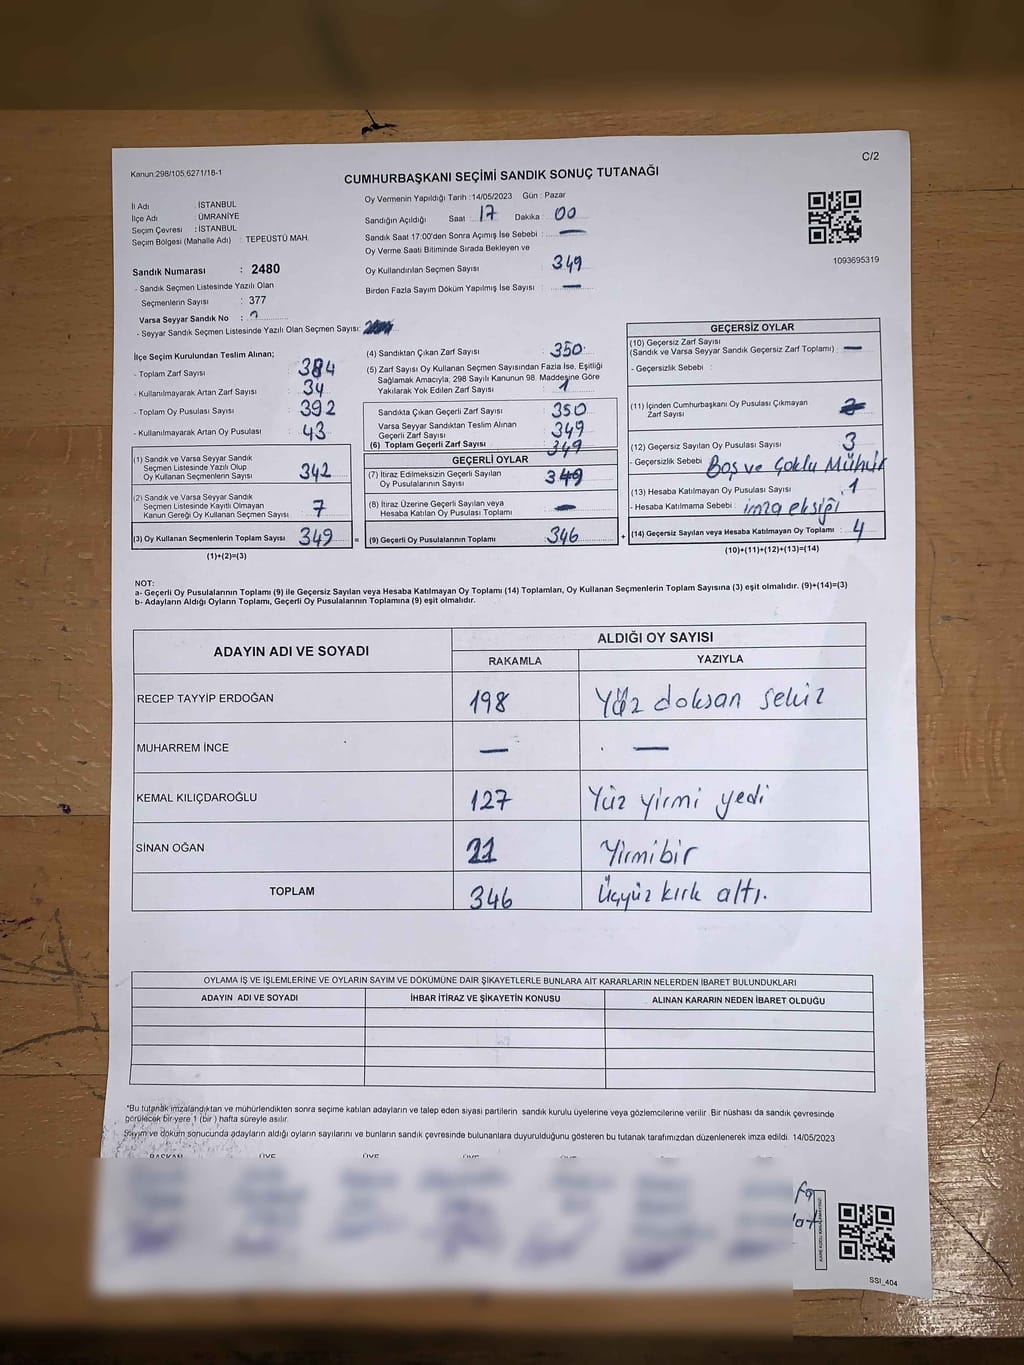 Kanun:298/105,6271/18-1
C/2
CUMHURBAŞKANI SEÇİMİ SANDIK SONUÇ TUTANAĞI
İl Adı : İSTANBUL
İlçe Adı : ÜMRANİYE
Seçim Çevresi : İSTANBUL
Seçim Bölgesi (Mahalle Adı) : TEPEÜSTÜ MAH.
Oy Vermenin Yapıldığı Tarih :14/05/2023 Gün : Pazar
Sandığın Açıldığı Saat : 17 Dakika : 00
Sandık Saat 17:00'den Sonra Açımış İse Sebebi : —
Oy Verme Saati Bitiminde Sırada Bekleyen ve
Oy Kullandırılan Seçmen Sayısı : 349
Birden Fazla Sayım Döküm Yapılmış İse Sayısı : —
1093695319
Sandık Numarası : 2480
- Sandık Seçmen Listesinde Yazılı Olan
Seçmenlerin Sayısı : 377
Varsa Seyyar Sandık No :
- Seyyar Sandık Seçmen Listesinde Yazılı Olan Seçmen Sayısı:
İlçe Seçim Kurulundan Teslim Alınan;
- Toplam Zarf Sayısı : 384
- Kullanılmayarak Artan Zarf Sayısı : 34
- Toplam Oy Pusulası Sayısı : 392
- Kullanılmayarak Artan Oy Pusulası : 43
(1) Sandık ve Varsa Seyyar Sandık
Seçmen Listesinde Yazılı Olup
Oy Kullanan Seçmenlerin Sayısı : 342
(2) Sandık ve Varsa Seyyar Sandık
Seçmen Listesinde Kayıtlı Olmayan
Kanun Gereği Oy Kullanan Seçmen Sayısı : 7
(3) Oy Kullanan Seçmenlerin Toplam Sayısı : 349
(1)+(2)=(3)
(4) Sandıktan Çıkan Zarf Sayısı : 350
(5) Zarf Sayısı Oy Kullanan Seçmen Sayısından Fazla İse, Eşitliği
Sağlamak Amacıyla, 298 Sayılı Kanunun 98. Maddesine Göre
Yakılarak Yok Edilen Zarf Sayısı : 1
Sandıkta Çıkan Geçerli Zarf Sayısı : 350
Varsa Seyyar Sandıktan Teslim Alınan
Geçerli Zarf Sayısı : 349
(6) Toplam Geçerli Zarf Sayısı : 349
GEÇERLİ OYLAR
(7) İtiraz Edilmeksizin Geçerli Sayılan
Oy Pusulalarının Sayısı : 349
(8) İtiraz Üzerine Geçerli Sayılan veya
Hesaba Katılan Oy Pusulası Toplamı : —
= (9) Geçerli Oy Pusulalarının Toplamı : 346 +
GEÇERSİZ OYLAR
(10) Geçersiz Zarf Sayısı
(Sandık ve Varsa Seyyar Sandık Geçersiz Zarf Toplamı) : —
- Geçersizlik Sebebi :
(11) İçinden Cumhurbaşkanı Oy Pusulası Çıkmayan
Zarf Sayısı :
(12) Geçersiz Sayılan Oy Pusulası Sayısı : 3
- Geçersizlik Sebebi : Boş ve Çoklu Mühür
(13) Hesaba Katılmayan Oy Pusulası Sayısı : 1
- Hesaba Katılmama Sebebi : imza eksiği
(14) Geçersiz Sayılan veya Hesaba Katılmayan Oy Toplamı : 4
(10)+(11)+(12)+(13)=(14)
NOT:
a- Geçerli Oy Pusulalarının Toplamı (9) ile Geçersiz Sayılan veya Hesaba Katılmayan Oy Toplamı (14) Toplamları, Oy Kullanan Seçmenlerin Toplam Sayısına (3) eşit olmalıdır. (9)+(14)=(3)
b- Adayların Aldığı Oyların Toplamı, Geçerli Oy Pusulalarının Toplamına (9) eşit olmalıdır.
ADAYIN ADI VE SOYADI
ALDIĞI OY SAYISI
RAKAMLA YAZIYLA
RECEP TAYYİP ERDOĞAN 198 Yüz doksan sekiz
MUHARREM İNCE — —
KEMAL KILIÇDAROĞLU 127 Yüz yirmi yedi
SİNAN OĞAN 21 Yirmibir
TOPLAM 346 Üçyüz kırk altı.
OYLAMA İŞ VE İŞLEMLERİNE VE OYLARIN SAYIM VE DÖKÜMÜNE DAİR ŞİKAYETLERLE BUNLARA AİT KARARLARIN NELERDEN İBARET BULUNDUKLARI
ADAYIN ADI VE SOYADI İHBAR İTİRAZ VE ŞİKAYETİN KONUSU ALINAN KARARIN NEDEN İBARET OLDUĞU
*Bu tutanak imzalandıktan ve mühürlendikten sonra seçime katılan adayların ve talep eden siyasi partilerin sandık kurulu üyelerine veya gözlemcilerine verilir. Bir nüshası da sandık çevresinde
görülecek bir yere 1 (bir ) hafta süreyle asılır.
Sayım ve döküm sonucunda adayların aldığı oyların sayılarını ve bunların sandık çevresinde bulunanlara duyurulduğunu gösteren bu tutanak tarafımızdan düzenlenerek imza edildi. 14/05/2023
BAŞKAN ÜYE ÜYE ÜYE ÜYE ÜYE ÜYE
SSI_404